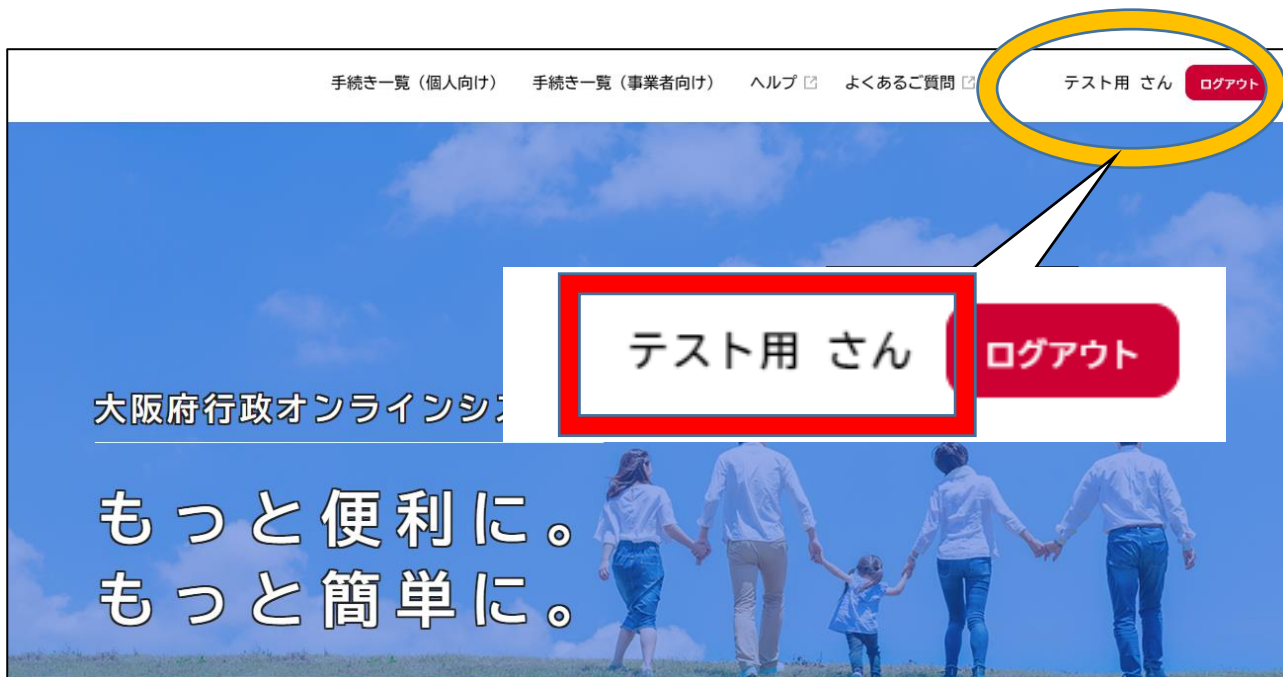 手続き一覧（個人向け） 手続き一覧（事業者向け） ヘルプ よくあるご質問 テスト用 さん ログアウト
テスト用 さん ログアウト
大阪府行政オンラインシ
もっと便利に。
もっと簡単に。